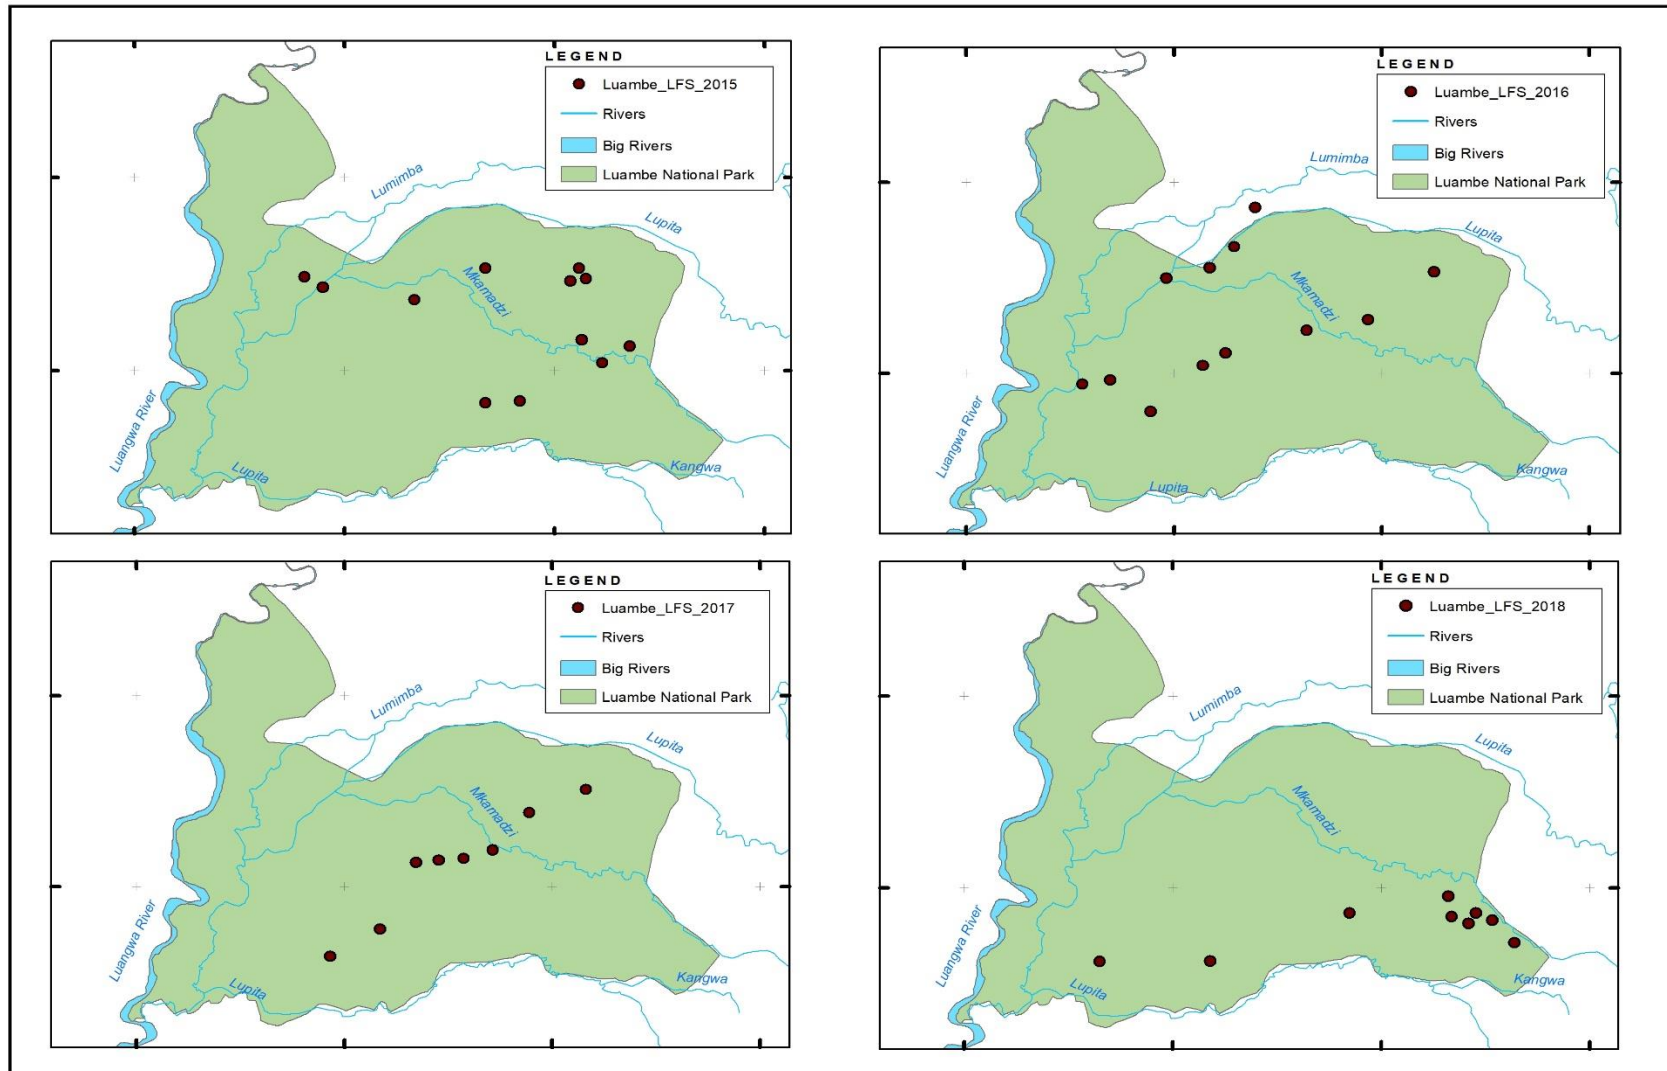 LEGEND
Luambe_LFS_2015
Rivers
Big Rivers
Luambe National Park
Lumimba
Lupita
Mkamadzi
Luangwa River
Lupita
Kangwa
LEGEND
Luambe_LFS_2016
Rivers
Big Rivers
Luambe National Park
Lumimba
Lupita
Mkamadzi
Luangwa River
Kangwa
Lupita
LEGEND
Luambe_LFS_2017
Rivers
Big Rivers
Luambe National Park
Lumimba
Lupita
Mkamadzi
Luangwa River
Kangwa
Lupita
LEGEND
Luambe_LFS_2018
Rivers
Big Rivers
Luambe National Park
Lumimba
Lupita
Mkamadzi
Luangwa River
Kangwa
Lupita